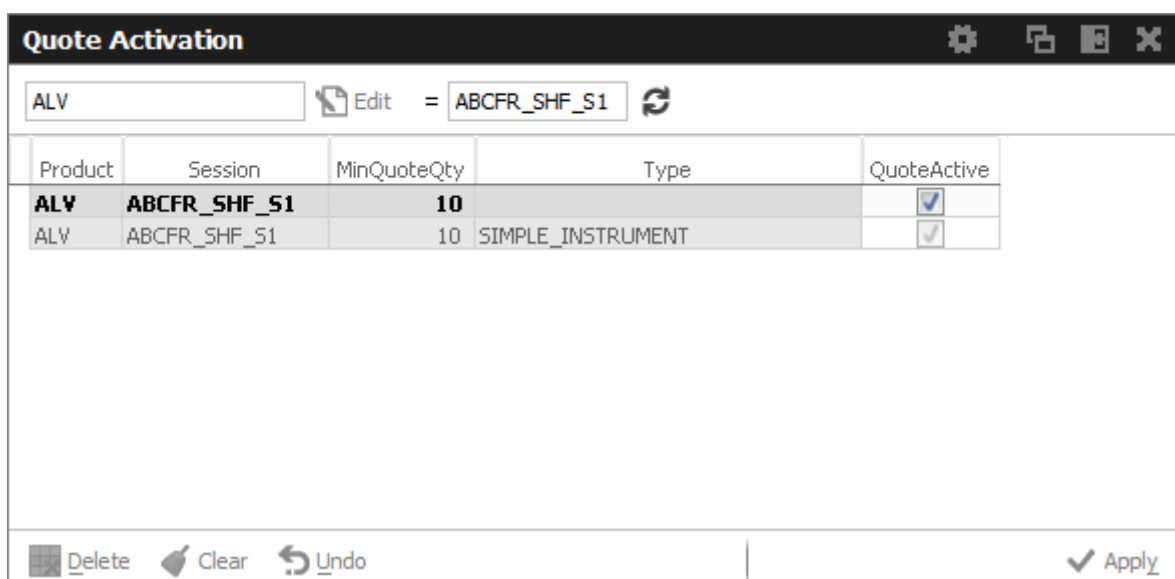 Quote Activation
ALV Edit = ABCFR_SHF_S1
Product Session MinQuoteQty Type QuoteActive
ALV ABCFR_SHF_S1 10
ALV ABCFR_SHF_S1 10 SIMPLE_INSTRUMENT
Delete Clear Undo Apply